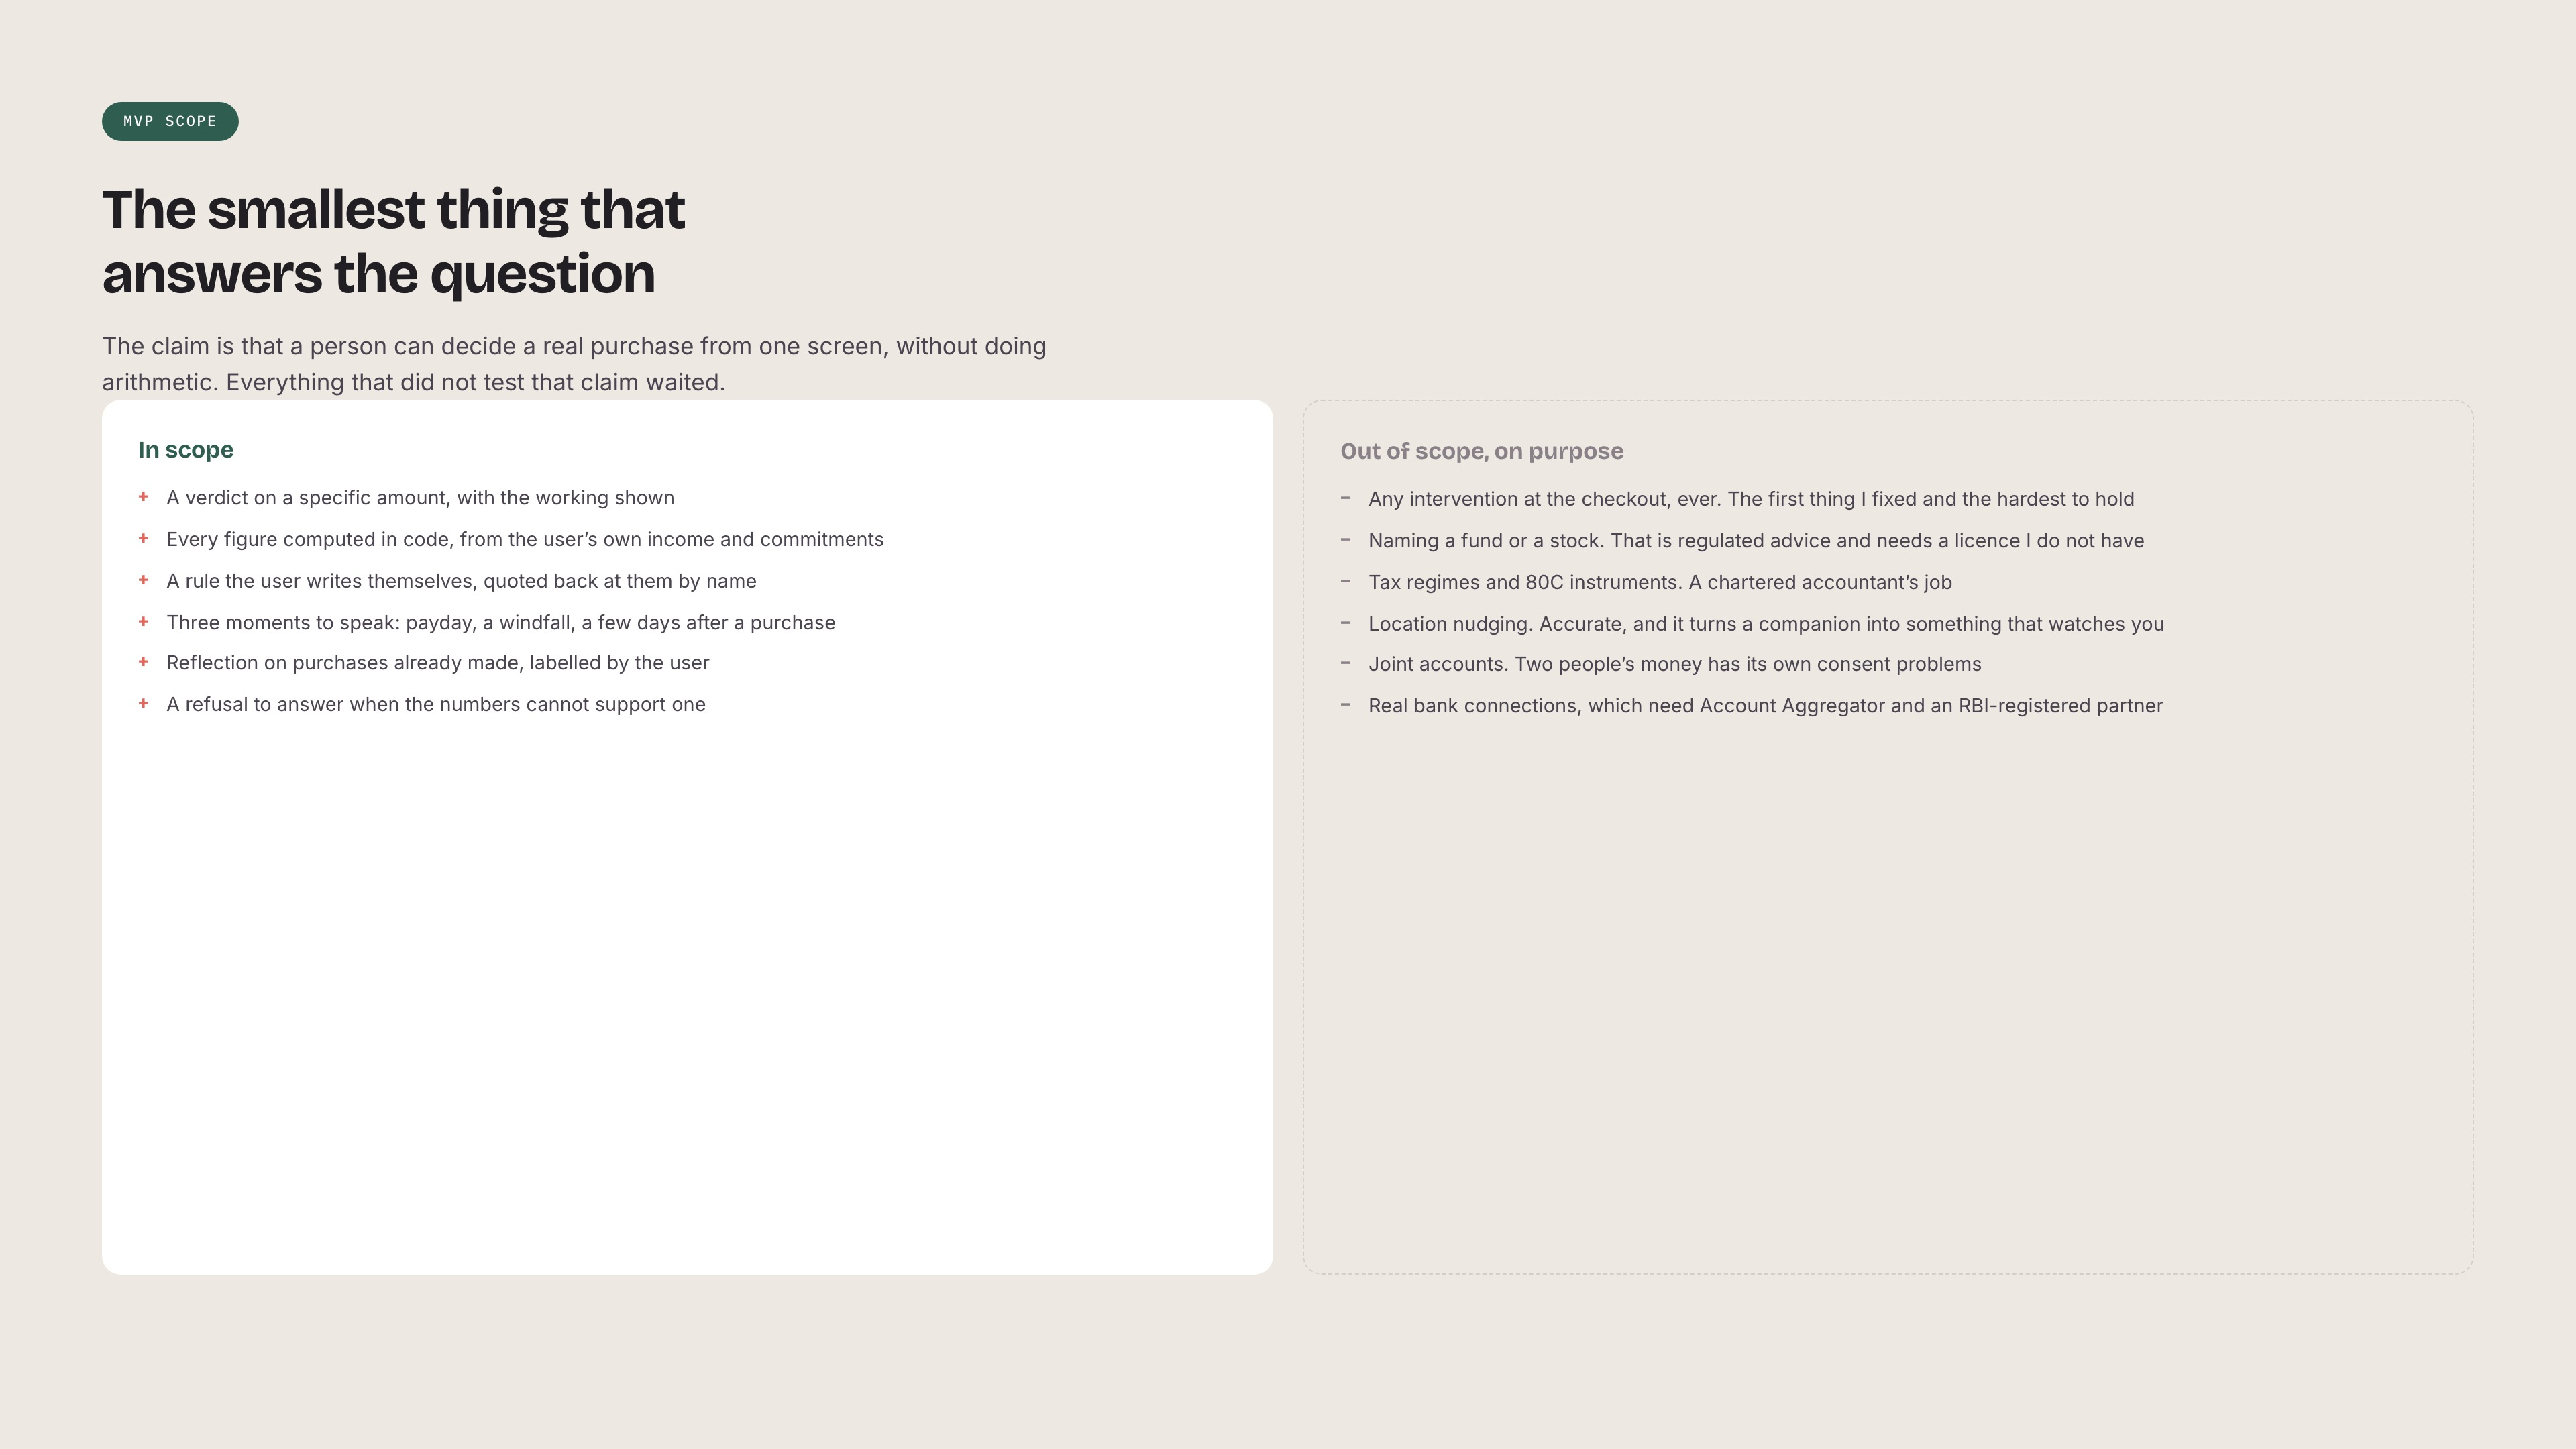 MVP SCOPE
The smallest thing that
answers the question
The claim is that a person can decide a real purchase from one screen, without doing
arithmetic. Everything that did not test that claim waited.
In scope
+ A verdict on a specific amount, with the working shown
+ Every figure computed in code, from the user’s own income and commitments
+ A rule the user writes themselves, quoted back at them by name
+ Three moments to speak: payday, a windfall, a few days after a purchase
+ Reflection on purchases already made, labelled by the user
+ A refusal to answer when the numbers cannot support one
Out of scope, on purpose
– Any intervention at the checkout, ever. The first thing I fixed and the hardest to hold
– Naming a fund or a stock. That is regulated advice and needs a licence I do not have
– Tax regimes and 80C instruments. A chartered accountant’s job
– Location nudging. Accurate, and it turns a companion into something that watches you
– Joint accounts. Two people’s money has its own consent problems
– Real bank connections, which need Account Aggregator and an RBI-registered partner